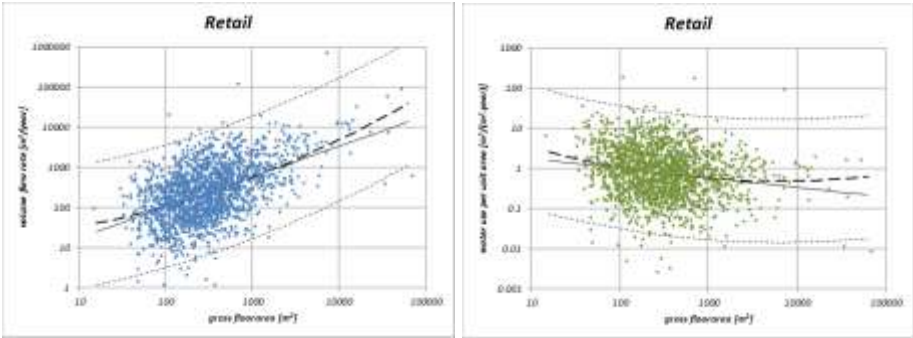 Retail
1000000
100000
10000
1000
100
10
1
10 100 1000 10000 100000
volume flow rate [m³/year]
gross floorarea [m²]
Retail
1000
100
10
1
0.1
0.01
0.001
10 100 1000 10000 100000
water use per unit area [m³/(m²·year)]
gross floorarea [m²]